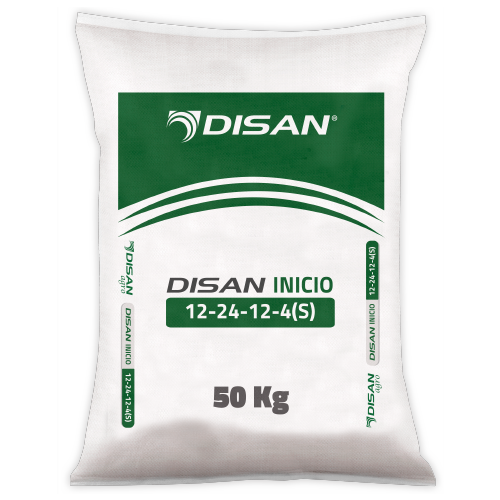 DISAN®
DISAN INICIO
12-24-12-4(S)
50 Kg
DISAN
agro
DISAN INICIO
12-24-12-4(S)
DISAN
agro
DISAN INICIO
12-24-12-4(S)